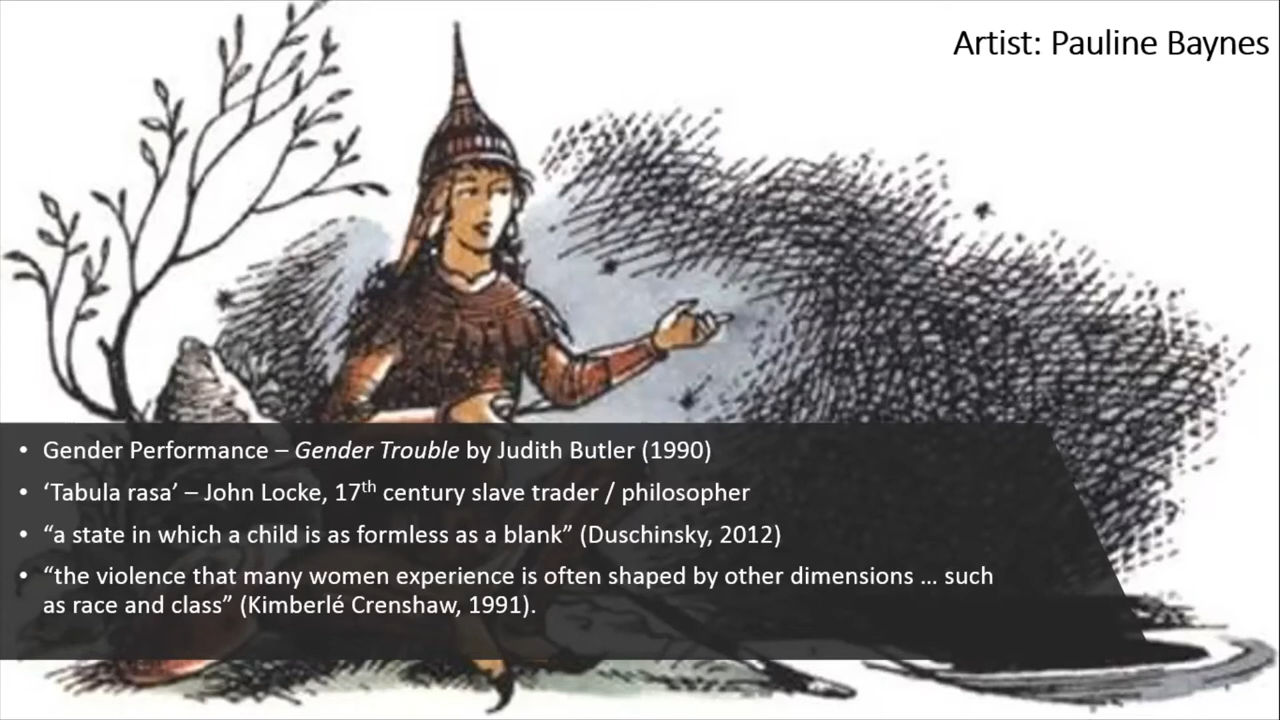 Artist: Pauline Baynes
• Gender Performance – Gender Trouble by Judith Butler (1990)
• ‘Tabula rasa’ – John Locke, 17th century slave trader / philosopher
• “a state in which a child is as formless as a blank” (Duschinsky, 2012)
• “the violence that many women experience is often shaped by other dimensions … such
as race and class” (Kimberlé Crenshaw, 1991).